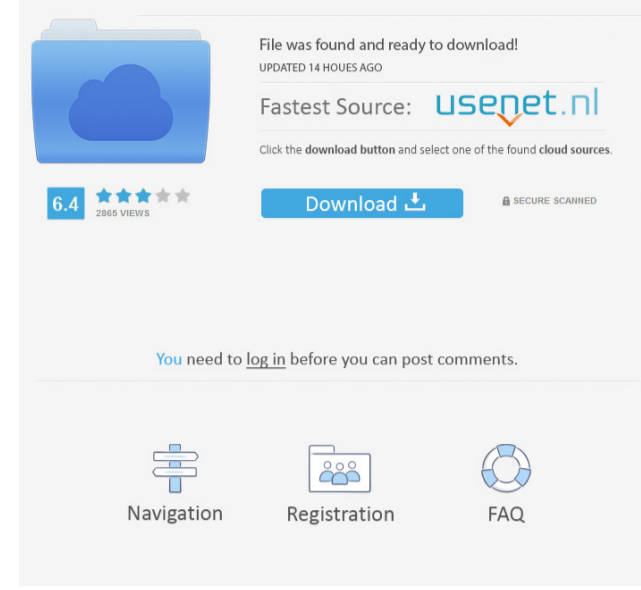 File was found and ready to download!
UPDATED 14 HOUES AGO
Fastest Source: usenet.nl
Click the download button and select one of the found cloud sources.
6.4
2865 VIEWS
Download
SECURE SCANNED
You need to log in before you can post comments.
Navigation
Registration
FAQ